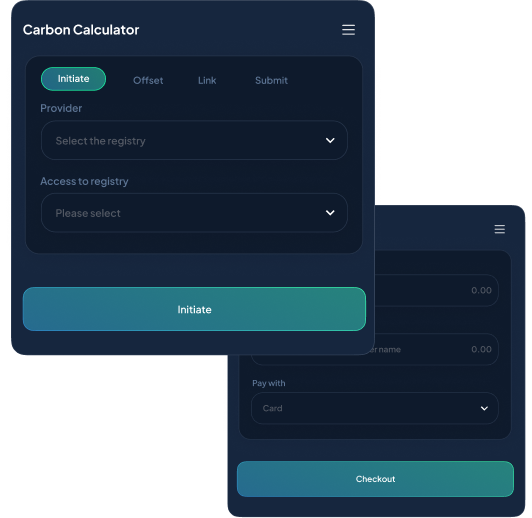 Carbon Calculator
Initiate Offset Link Submit
Provider
Select the registry
Access to registry
Please select
Initiate
0.00
name 0.00
Pay with
Card
Checkout